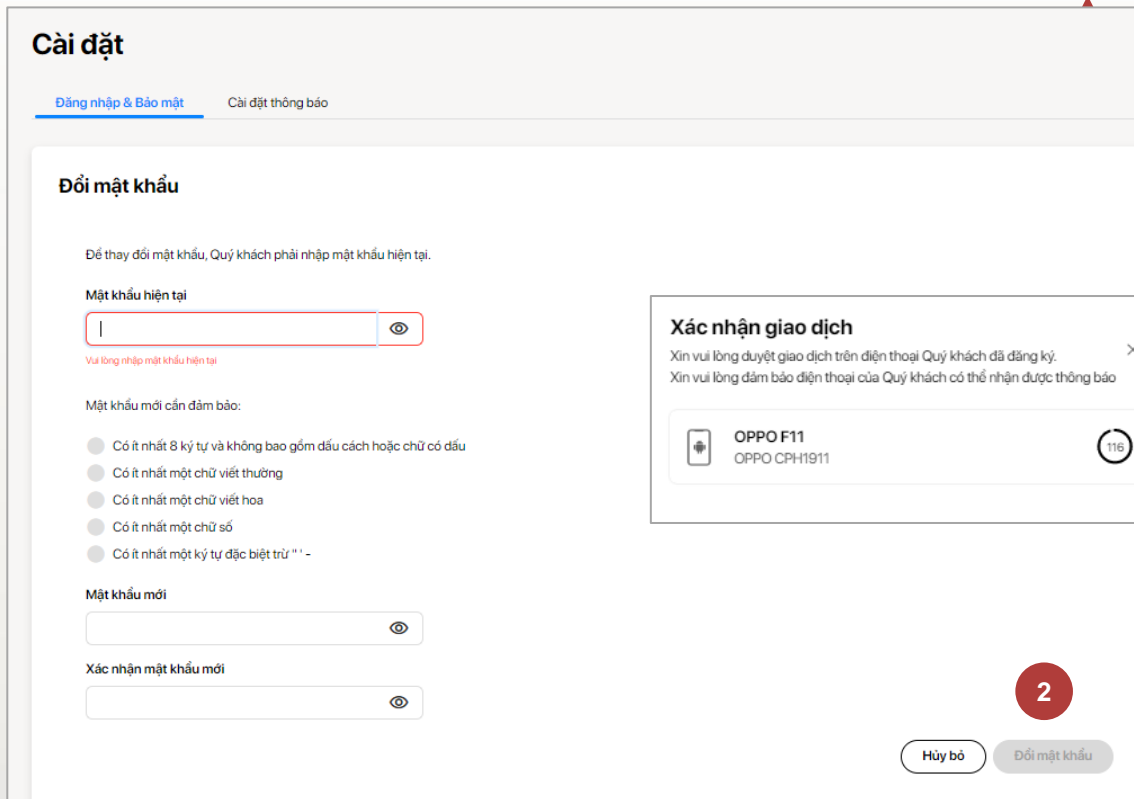 Cài đặt
Đăng nhập & Bảo mật
Cài đặt thông báo
Đổi mật khẩu
Để thay đổi mật khẩu, Quý khách phải nhập mật khẩu hiện tại.
Mật khẩu hiện tại
Vui lòng nhập mật khẩu hiện tại
Mật khẩu mới cần đảm bảo:
Có ít nhất 8 ký tự và không bao gồm dấu cách hoặc chữ có dấu
Có ít nhất một chữ viết thường
Có ít nhất một chữ viết hoa
Có ít nhất một chữ số
Có ít nhất một ký tự đặc biệt trừ " ' -
Mật khẩu mới
Xác nhận mật khẩu mới
Xác nhận giao dịch
Xin vui lòng duyệt giao dịch trên điện thoại Quý khách đã đăng ký.
Xin vui lòng đảm bảo điện thoại của Quý khách có thể nhận được thông báo
OPPO F11
OPPO CPH1911
116
2
Hủy bỏ
Đổi mật khẩu